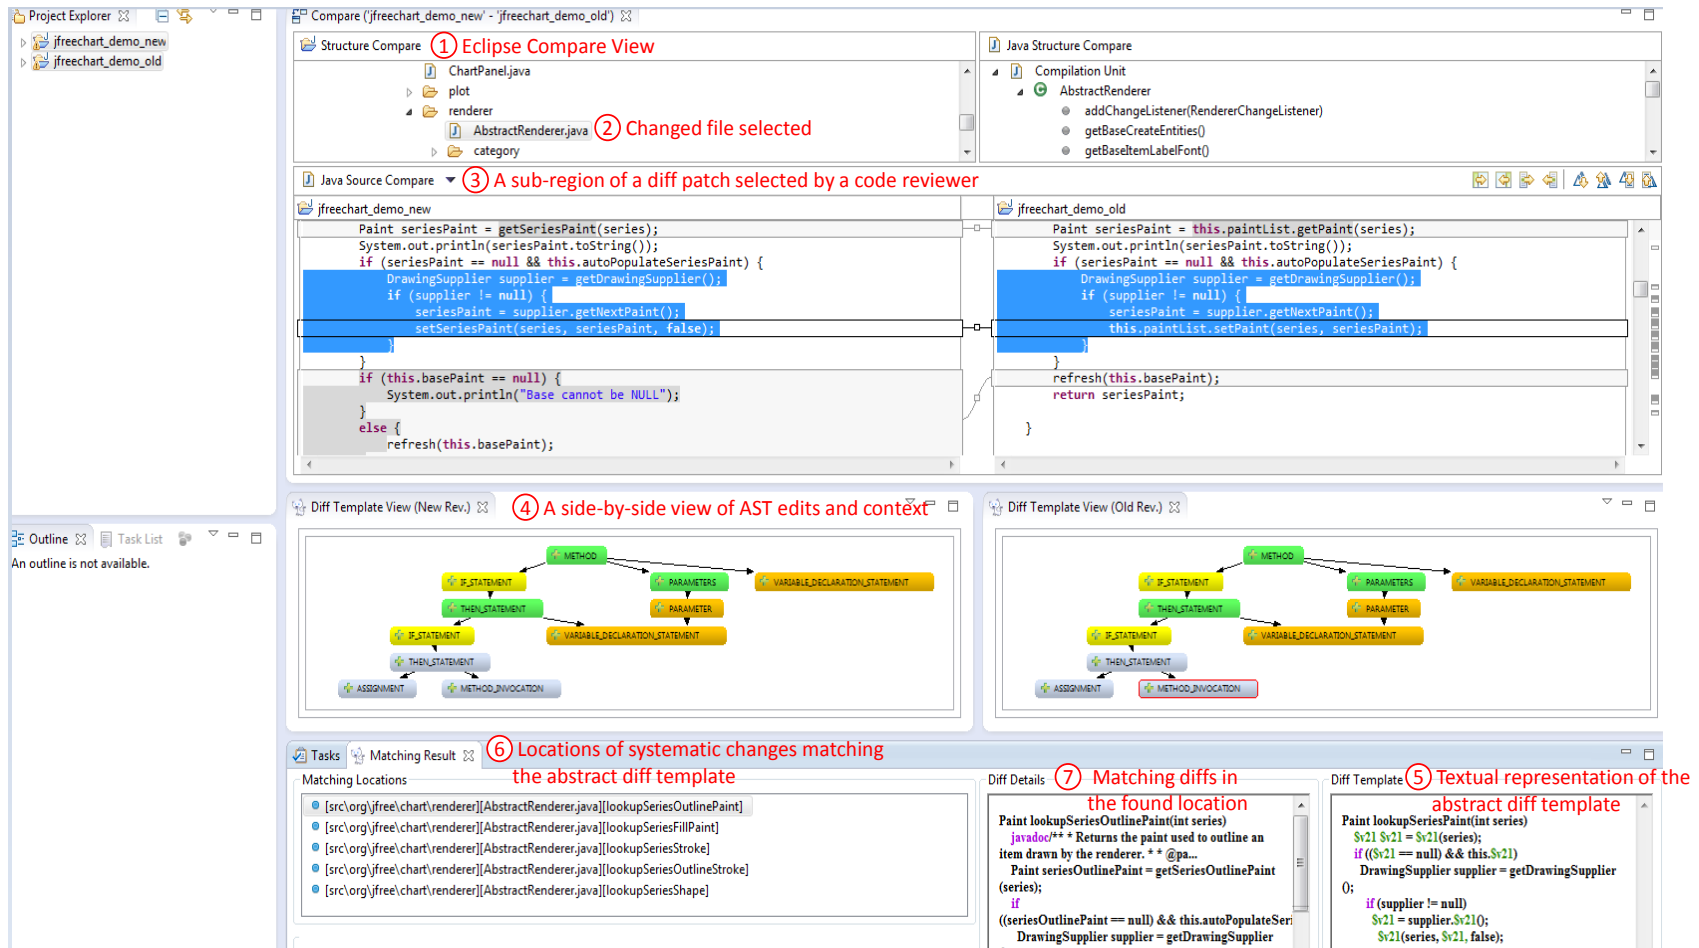 Project Explorer
jfreechart_demo_new
jfreechart_demo_old
Compare ('jfreechart_demo_new' - 'jfreechart_demo_old')
Structure Compare
① Eclipse Compare View
ChartPanel.java
plot
renderer
AbstractRenderer.java
② Changed file selected
category
Java Structure Compare
Compilation Unit
AbstractRenderer
addChangeListener(RendererChangeListener)
getBaseCreateEntities()
getBaseItemLabelFont()
Java Source Compare
③ A sub-region of a diff patch selected by a code reviewer
jfreechart_demo_new
Paint seriesPaint = getSeriesPaint(series);
System.out.println(seriesPaint.toString());
if (seriesPaint == null && this.autoPopulateSeriesPaint) {
DrawingSupplier supplier = getDrawingSupplier();
if (supplier != null) {
seriesPaint = supplier.getNextPaint();
setSeriesPaint(series, seriesPaint, false);
}
}
if (this.basePaint == null) {
System.out.println("Base cannot be NULL");
}
else {
refresh(this.basePaint);
jfreechart_demo_old
Paint seriesPaint = this.paintList.getPaint(series);
System.out.println(seriesPaint.toString());
if (seriesPaint == null && this.autoPopulateSeriesPaint) {
DrawingSupplier supplier = getDrawingSupplier();
if (supplier != null) {
seriesPaint = supplier.getNextPaint();
this.paintList.setPaint(series, seriesPaint);
}
}
refresh(this.basePaint);
return seriesPaint;
}
Outline
Task List
An outline is not available.
Diff Template View (New Rev.)
④ A side-by-side view of AST edits and context
METHOD
IF_STATEMENT
PARAMETERS
VARIABLE_DECLARATION_STATEMENT
THEN_STATEMENT
PARAMETER
IF_STATEMENT
VARIABLE_DECLARATION_STATEMENT
THEN_STATEMENT
ASSIGNMENT
METHOD_INVOCATION
Diff Template View (Old Rev.)
METHOD
IF_STATEMENT
PARAMETERS
VARIABLE_DECLARATION_STATEMENT
THEN_STATEMENT
PARAMETER
IF_STATEMENT
VARIABLE_DECLARATION_STATEMENT
THEN_STATEMENT
ASSIGNMENT
METHOD_INVOCATION
Tasks
Matching Result
⑥ Locations of systematic changes matching
the abstract diff template
Matching Locations
[src\org\jfree\chart\renderer][AbstractRenderer.java][lookupSeriesOutlinePaint]
[src\org\jfree\chart\renderer][AbstractRenderer.java][lookupSeriesFillPaint]
[src\org\jfree\chart\renderer][AbstractRenderer.java][lookupSeriesStroke]
[src\org\jfree\chart\renderer][AbstractRenderer.java][lookupSeriesOutlineStroke]
[src\org\jfree\chart\renderer][AbstractRenderer.java][lookupSeriesShape]
Diff Details
⑦ Matching diffs in
the found location
Paint lookupSeriesOutlinePaint(int series)
javadoc/** * Returns the paint used to outline an
item drawn by the renderer. * * @pa...
Paint seriesOutlinePaint = getSeriesOutlinePaint
(series);
if
((seriesOutlinePaint == null) && this.autoPopulateSeri
DrawingSupplier supplier = getDrawingSupplier
Diff Template
⑤ Textual representation of the
abstract diff template
Paint lookupSeriesPaint(int series)
$v21 $v21 = $v21(series);
if (($v21 == null) && this.$v21)
DrawingSupplier supplier = getDrawingSupplier
();
if (supplier != null)
$v21 = supplier.$v21();
$v21(series, $v21, false);